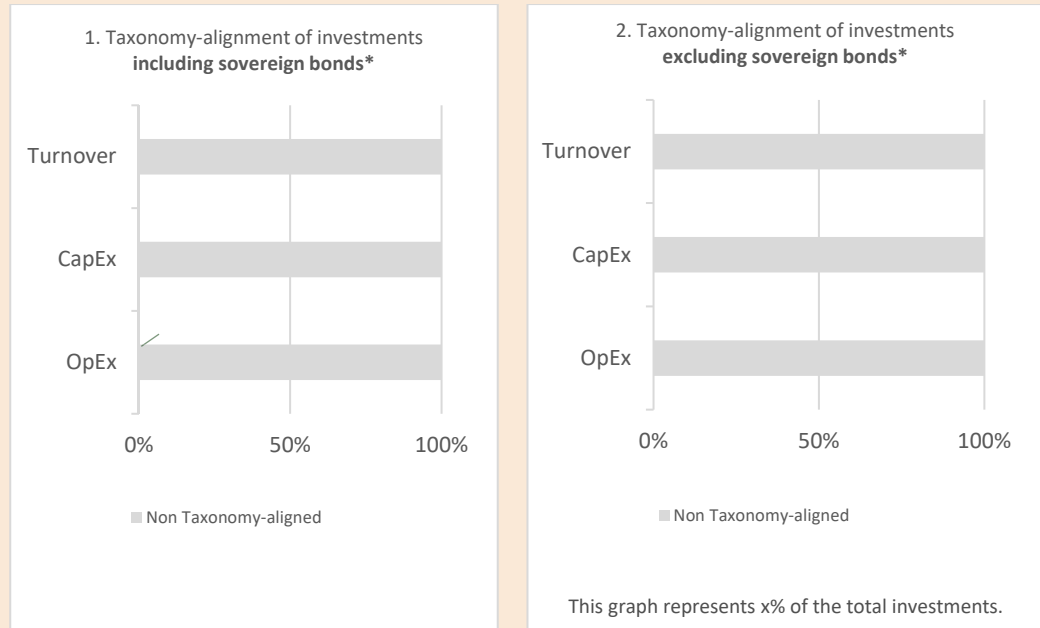 1. Taxonomy-alignment of investments
including sovereign bonds*
Turnover
CapEx
OpEx
0% 50% 100%
Non Taxonomy-aligned
2. Taxonomy-alignment of investments
excluding sovereign bonds*
Turnover
CapEx
OpEx
0% 50% 100%
Non Taxonomy-aligned
This graph represents x% of the total investments.